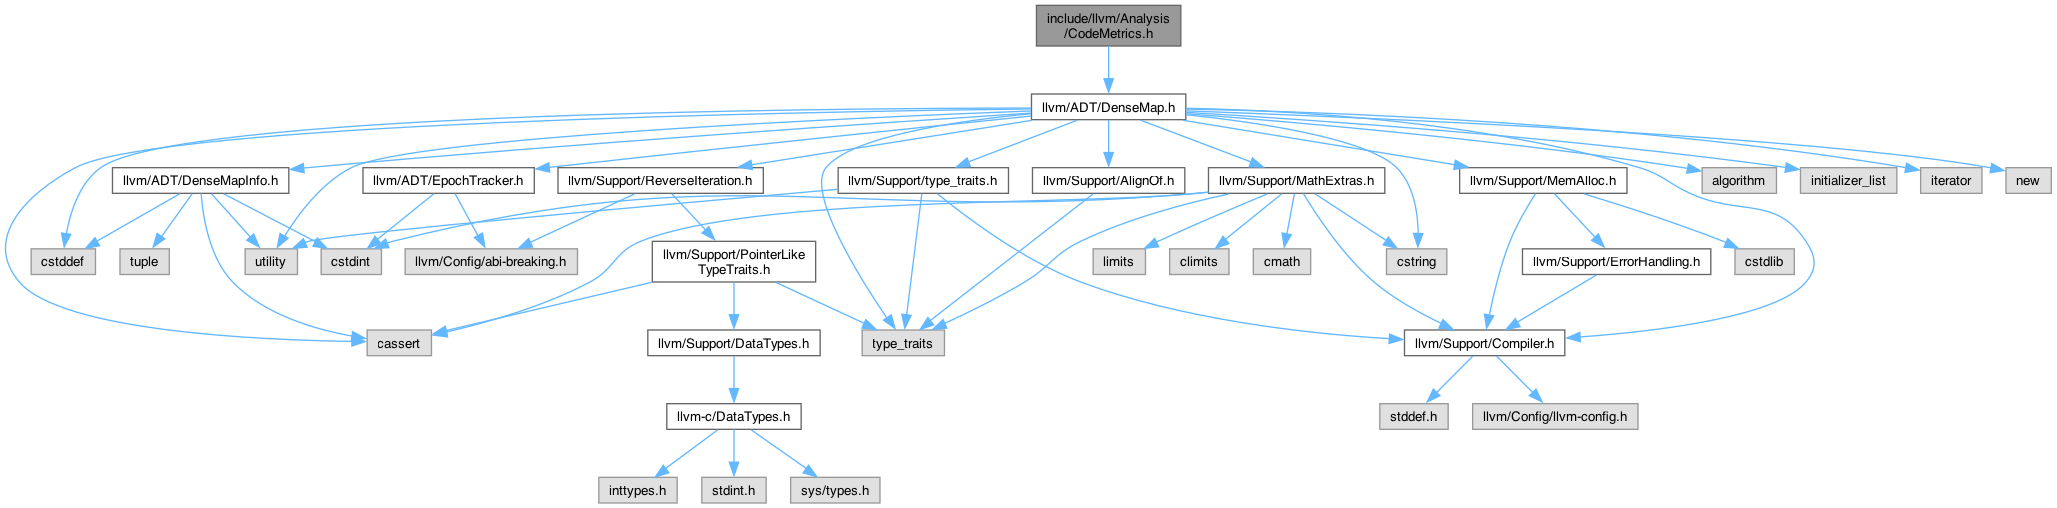 include/llvm/Analysis
/CodeMetrics.h
llvm/ADT/DenseMap.h
llvm/ADT/DenseMapInfo.h
llvm/ADT/EpochTracker.h
llvm/Support/ReverseIteration.h
llvm/Support/type_traits.h
llvm/Support/AlignOf.h
llvm/Support/MathExtras.h
llvm/Support/MemAlloc.h
algorithm
initializer_list
iterator
new
cstddef
tuple
utility
cstdint
llvm/Config/abi-breaking.h
llvm/Support/PointerLike
TypeTraits.h
limits
climits
cmath
cstring
llvm/Support/ErrorHandling.h
cstdlib
cassert
llvm/Support/DataTypes.h
type_traits
llvm/Support/Compiler.h
llvm-c/DataTypes.h
stddef.h
llvm/Config/llvm-config.h
inttypes.h
stdint.h
sys/types.h